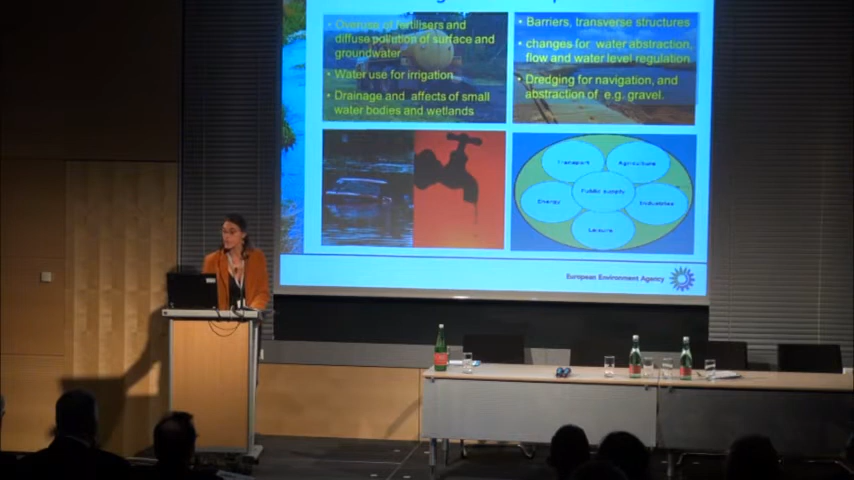 • Overuse of fertilisers and
diffuse pollution of surface and
groundwater
• Water use for irrigation
• Drainage and affects of small
water bodies and wetlands
• Barriers, transverse structures
• changes for water abstraction,
flow and water level regulation
• Dredging for navigation, and
abstraction of e.g. gravel.
Transport
Agriculture
Public supply
Energy
Industries
Leisure
European Environment Agency